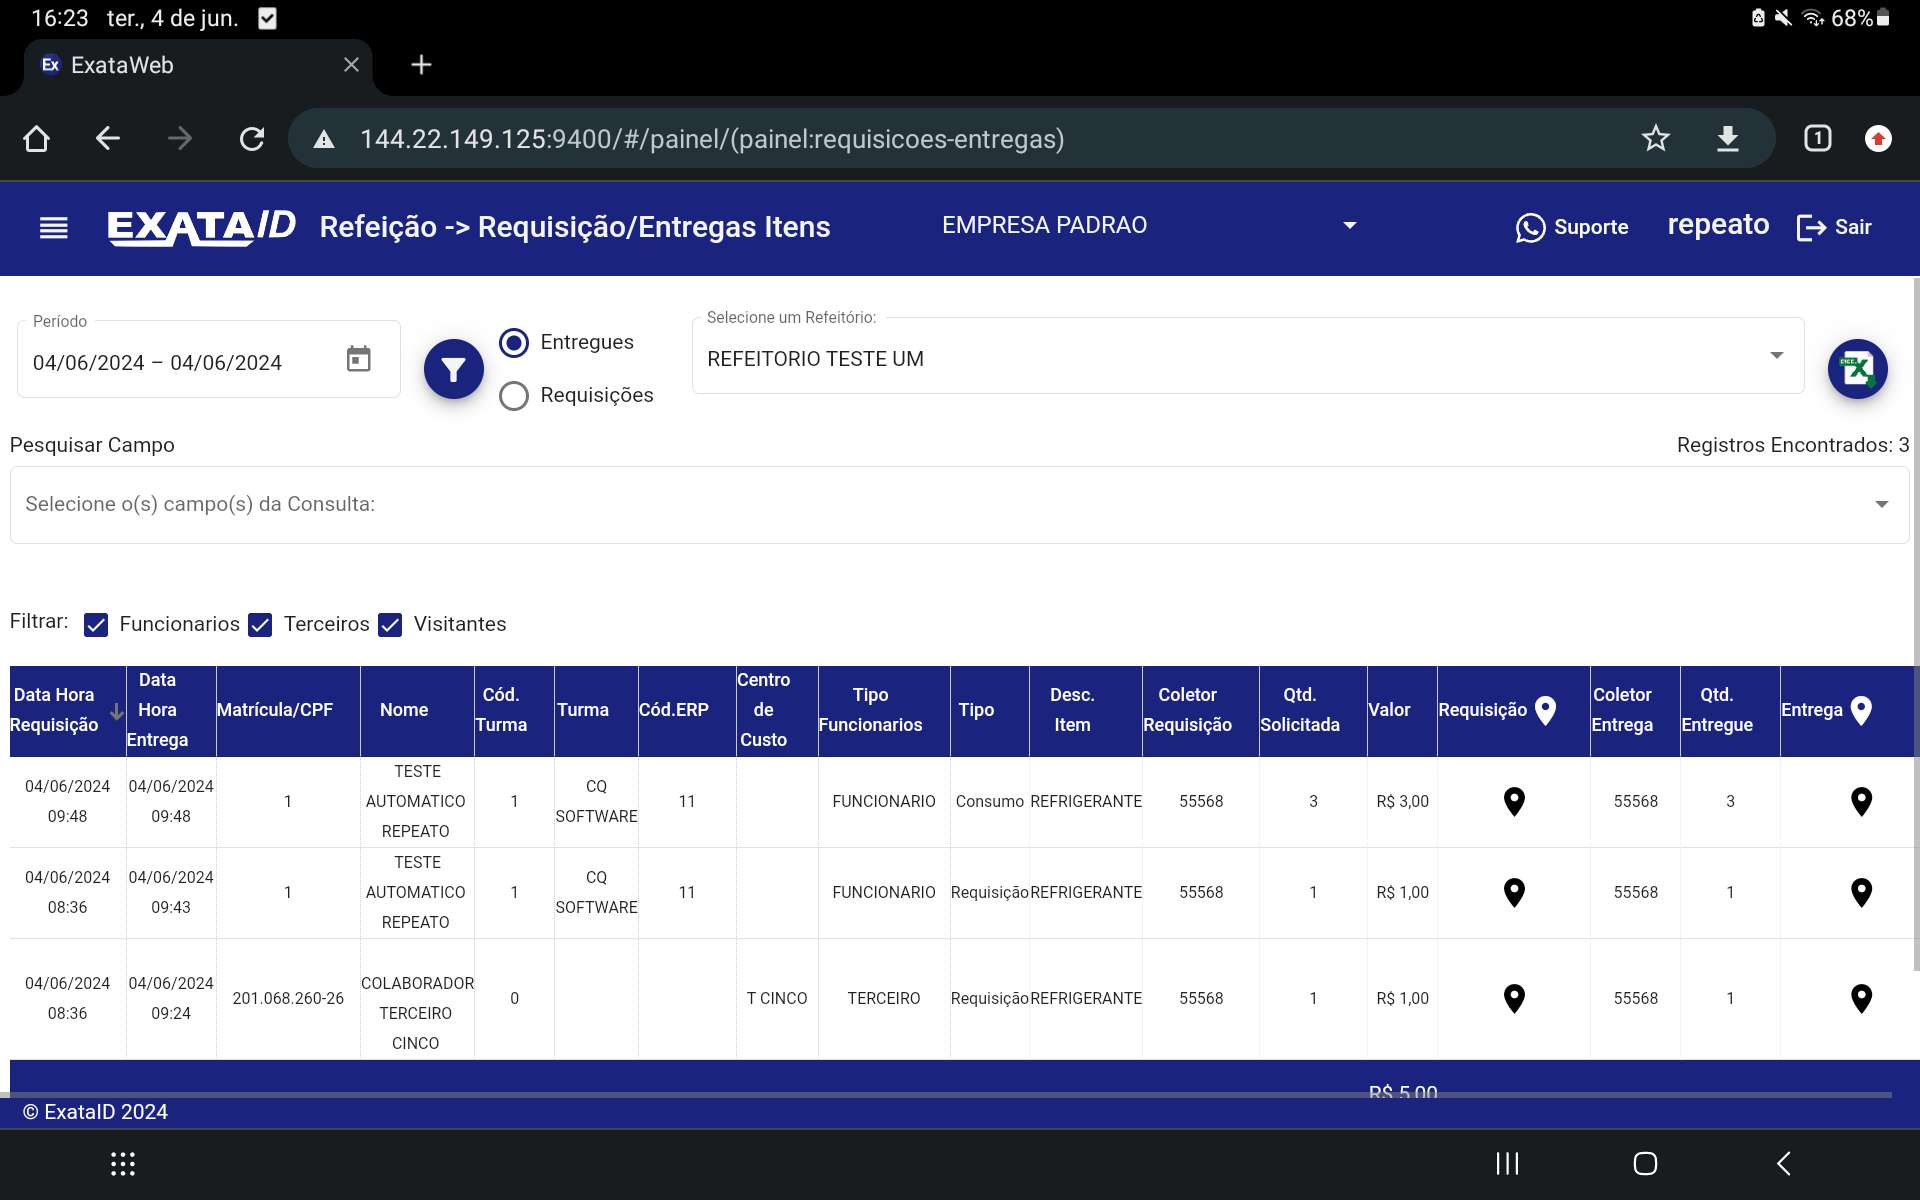 16:23 ter., 4 de jun.
68%
Ex ExataWeb
144.22.149.125:9400/#/painel/(painel:requisicoes-entregas)
1
EXATA ID Refeição -> Requisição/Entregas Itens EMPRESA PADRAO Suporte repeato Sair
Período
04/06/2024 – 04/06/2024
Entregues
Requisições
Selecione um Refeitório:
REFEITORIO TESTE UM
Pesquisar Campo
Registros Encontrados: 3
Selecione o(s) campo(s) da Consulta:
Filtrar: Funcionarios Terceiros Visitantes
Data Hora Requisição Data Hora Entrega Matrícula/CPF Nome Cód. Turma Turma Cód.ERP Centro de Custo Tipo Funcionarios Tipo Desc. Item Coletor Requisição Qtd. Solicitada Valor Requisição Coletor Entrega Qtd. Entregue Entrega
04/06/2024 09:48 04/06/2024 09:48 1 TESTE AUTOMATICO REPEATO 1 CQ SOFTWARE 11 FUNCIONARIO Consumo REFRIGERANTE 55568 3 R$ 3,00 55568 3
04/06/2024 08:36 04/06/2024 09:43 1 TESTE AUTOMATICO REPEATO 1 CQ SOFTWARE 11 FUNCIONARIO Requisição REFRIGERANTE 55568 1 R$ 1,00 55568 1
04/06/2024 08:36 04/06/2024 09:24 201.068.260-26 COLABORADOR TERCEIRO CINCO 0 T CINCO TERCEIRO Requisição REFRIGERANTE 55568 1 R$ 1,00 55568 1
R$ 5,00
© ExataID 2024